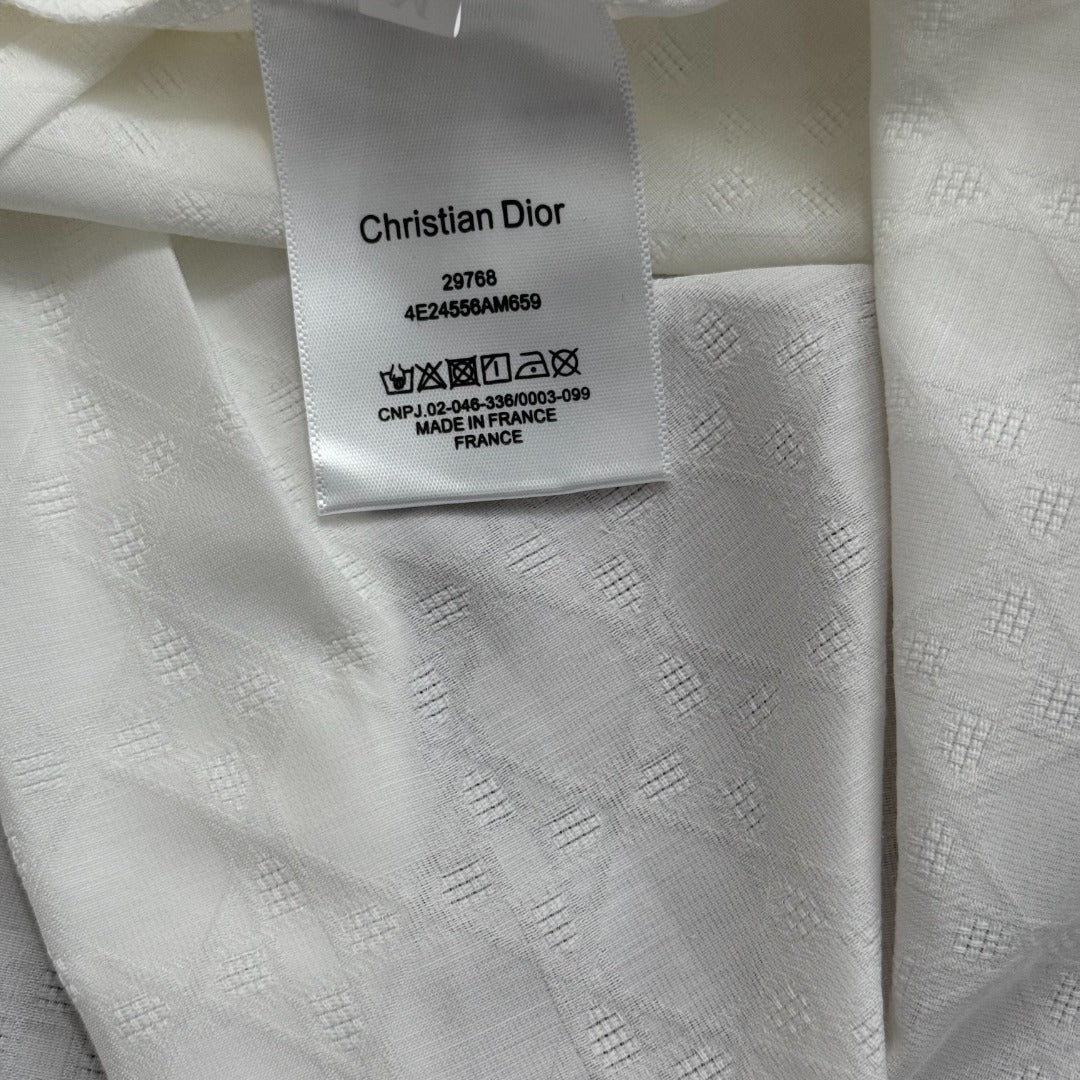 Christian Dior
29768
4E24556AM659
CNPJ.02-046-336/0003-099
MADE IN FRANCE
FRANCE